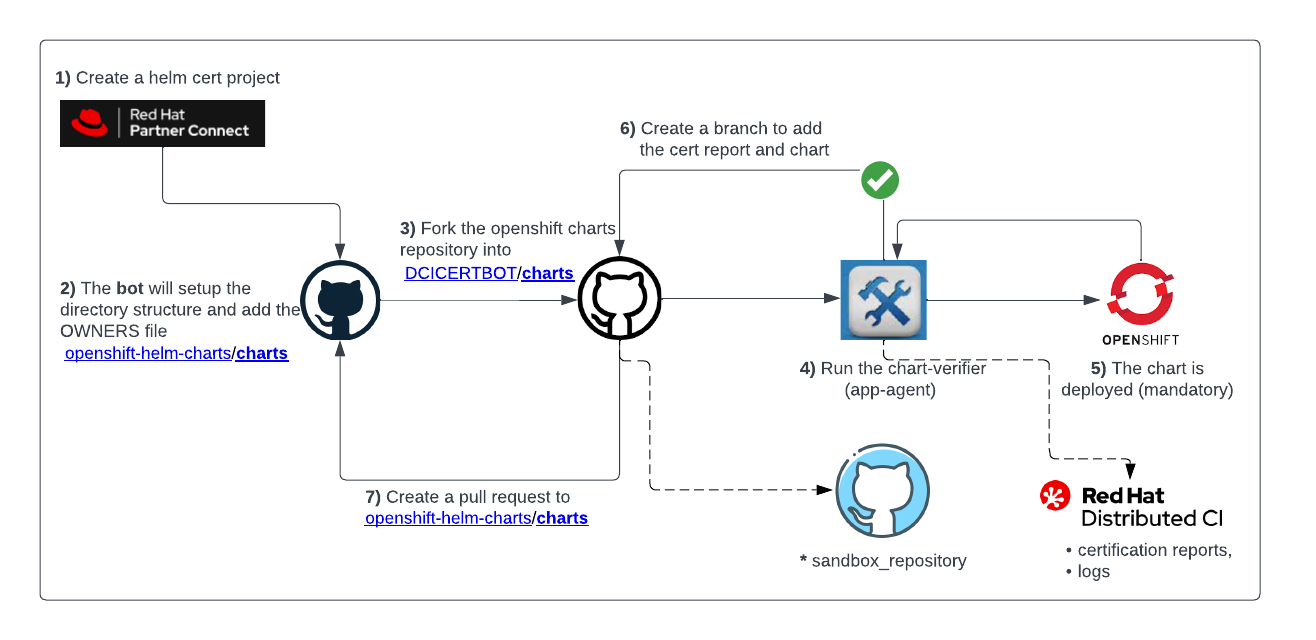 1) Create a helm cert project
Red Hat
Partner Connect
6) Create a branch to add
the cert report and chart
3) Fork the openshift charts
repository into
DCICERTBOT/charts
2) The bot will setup the
directory structure and add the
OWNERS file
openshift-helm-charts/charts
OPENSHIFT
4) Run the chart-verifier
(app-agent)
5) The chart is
deployed (mandatory)
7) Create a pull request to
openshift-helm-charts/charts
* sandbox_repository
Red Hat
Distributed CI
• certification reports,
• logs